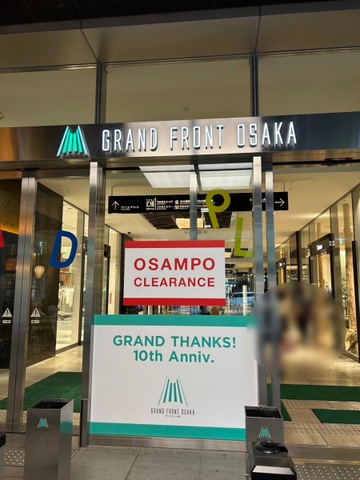 GRAND FRONT OSAKA
P
D
L
OSAMPO
CLEARANCE
GRAND THANKS!
10th Anniv.
GRAND FRONT OSAKA